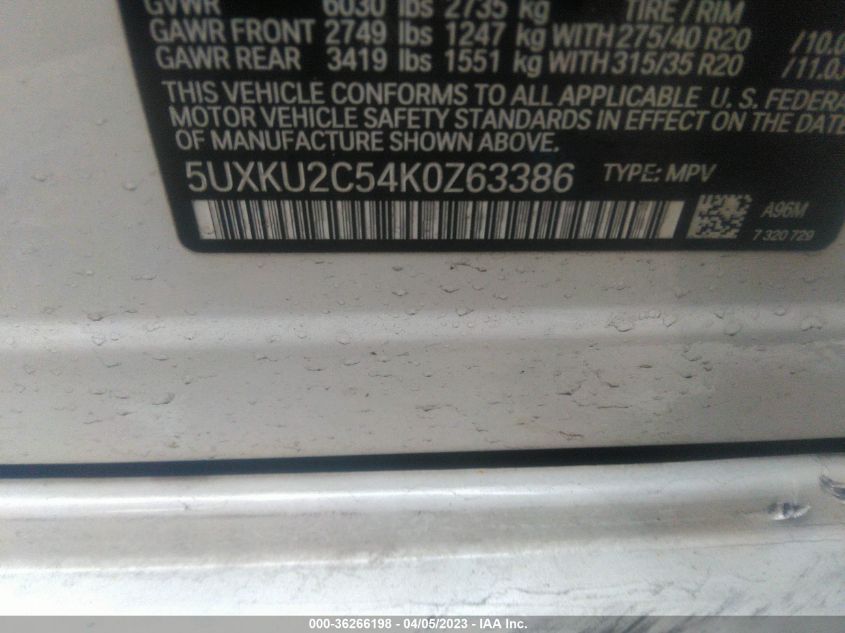 GVWR 6030 lbs 2735 kg TIRE / RIM
GAWR FRONT 2749 lbs 1247 kg WITH 275/40 R20
GAWR REAR 3419 lbs 1551 kg WITH 315/35 R20
THIS VEHICLE CONFORMS TO ALL APPLICABLE U. S. FEDERA
MOTOR VEHICLE SAFETY STANDARDS IN EFFECT ON THE DATE
OF MANUFACTURE SHOWN ABOVE.
5UXKU2C54K0Z63386 TYPE: MPV
A96M
7 320 729
000-36266198 - 04/05/2023 - IAA Inc.